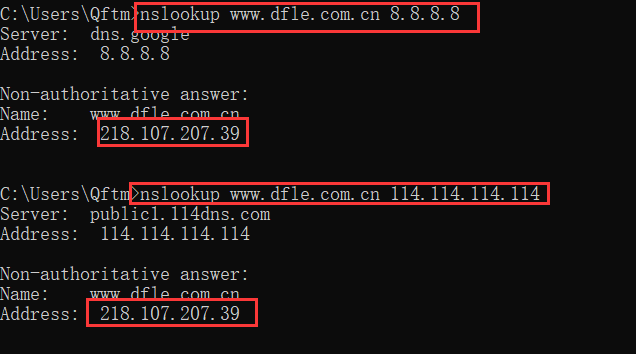 C:\Users\Qftm>nslookup www.dfle.com.cn 8.8.8.8
Server:  dns.google
Address:  8.8.8.8
Non-authoritative answer:
Name:    www.dfle.com.cn
Address:  218.107.207.39
C:\Users\Qftm>nslookup www.dfle.com.cn 114.114.114.114
Server:  public1.114dns.com
Address:  114.114.114.114
Non-authoritative answer:
Name:    www.dfle.com.cn
Address:  218.107.207.39